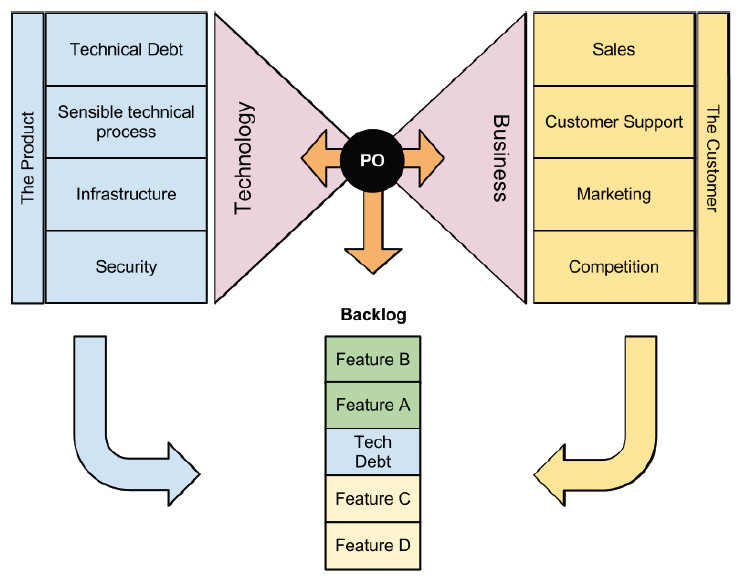 The Product
Technical Debt
Sensible technical
process
Infrastructure
Security
Technology
PO
Business
Sales
Customer Support
Marketing
Competition
The Customer
Backlog
Feature B
Feature A
Tech
Debt
Feature C
Feature D